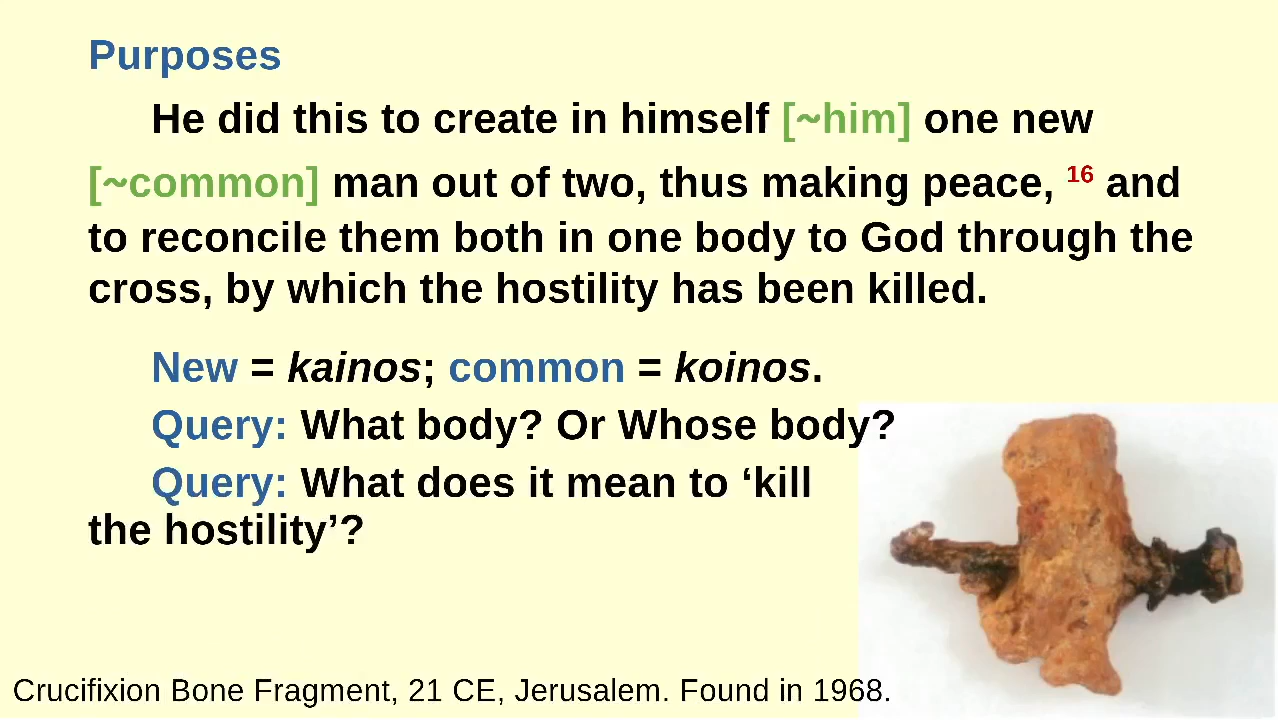 Purposes
He did this to create in himself [~him] one new
[~common] man out of two, thus making peace, 16 and
to reconcile them both in one body to God through the
cross, by which the hostility has been killed.
New = kainos; common = koinos.
Query: What body? Or Whose body?
Query: What does it mean to ‘kill
the hostility’?
Crucifixion Bone Fragment, 21 CE, Jerusalem. Found in 1968.